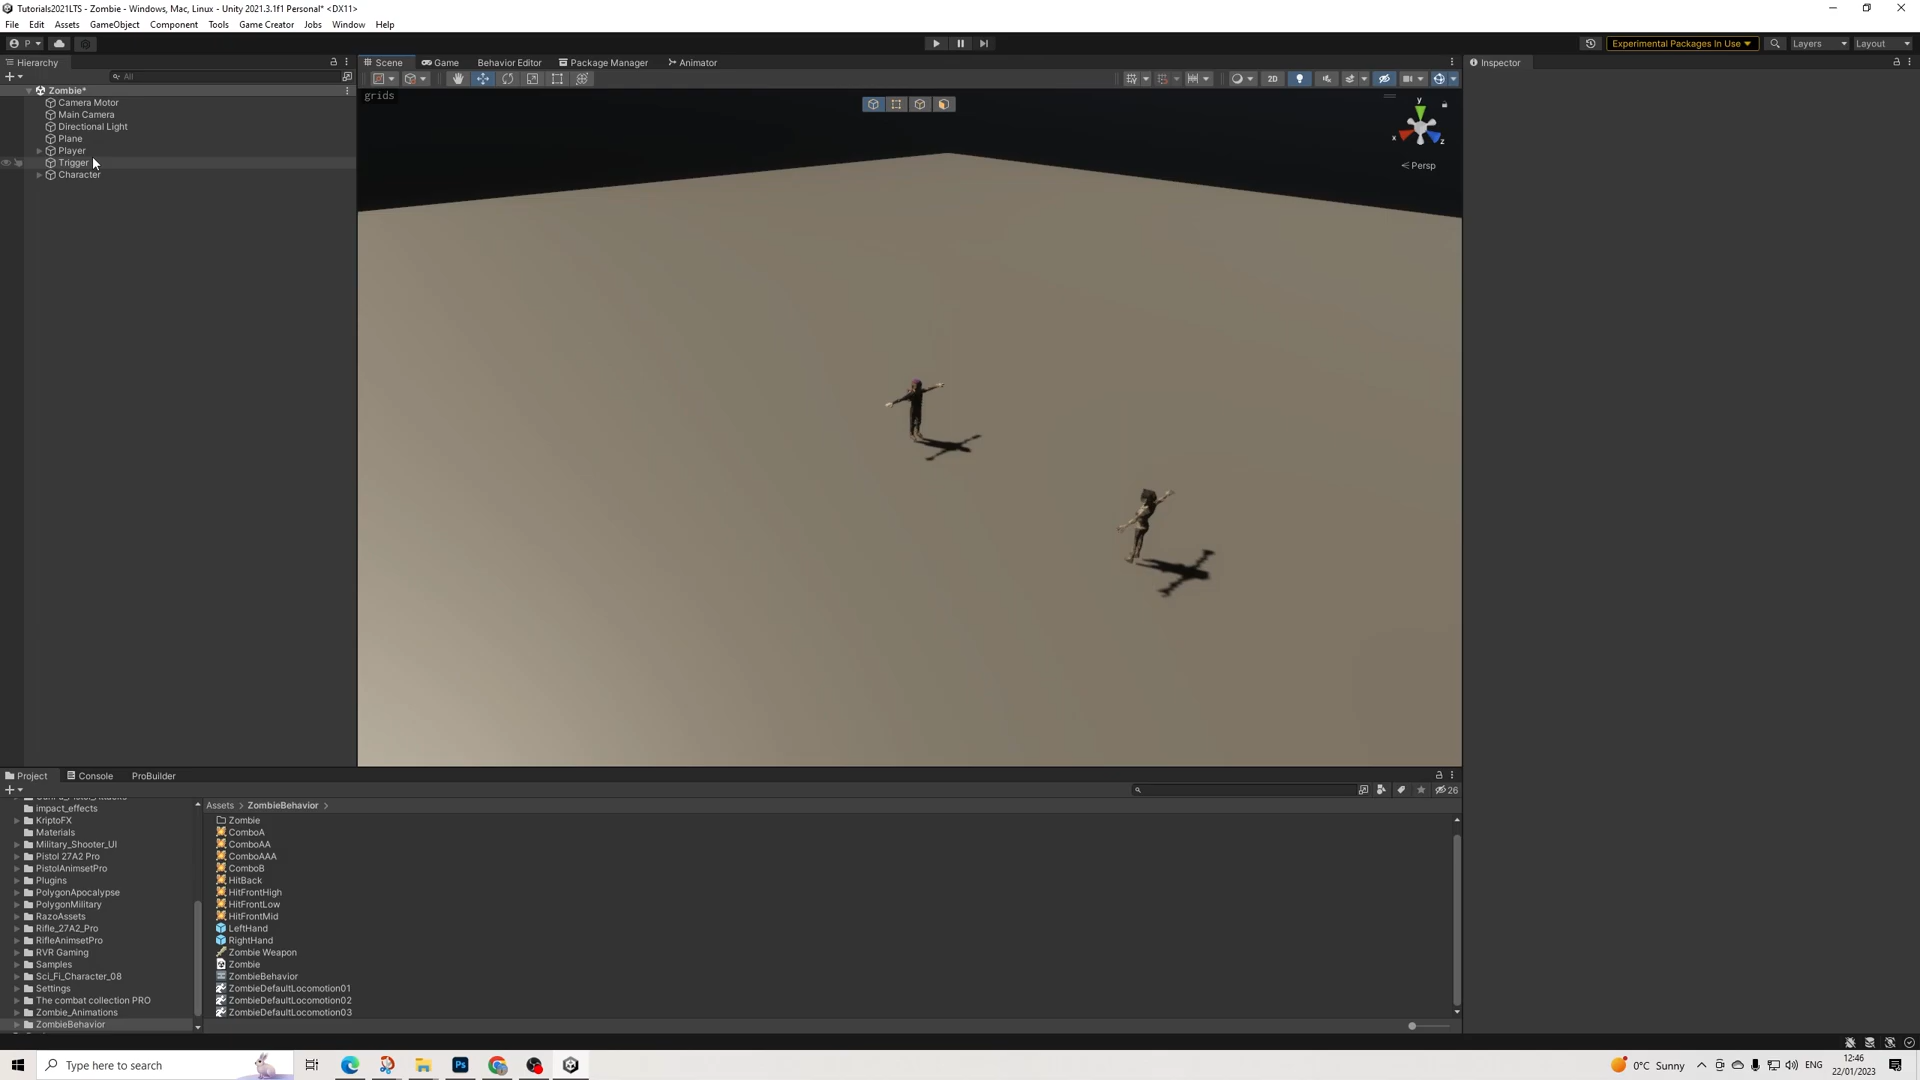 Tutorials2021LTS - Zombie - Windows, Mac, Linux - Unity 2021.3.1f1 Personal* <DX11>
File Edit Assets GameObject Component Tools Game Creator Jobs Window Help
P Experimental Packages In Use Layers Layout
Hierarchy Scene Game Behavior Editor Package Manager Animator Inspector
All 2D
Zombie*
grids
Camera Motor
Main Camera
Directional Light
Plane
Player
Trigger
Character
y
x
z
Persp
Project Console ProBuilder
26
Assets > ZombieBehavior >
impact_effects
KriptoFX
Materials
Military_Shooter_UI
Pistol 27A2 Pro
PistolAnimsetPro
Plugins
PolygonApocalypse
PolygonMilitary
RazoAssets
Rifle_27A2_Pro
RifleAnimsetPro
RVR Gaming
Samples
Sci_Fi_Character_08
Settings
The combat collection PRO
Zombie_Animations
ZombieBehavior
Zombie
ComboA
ComboAA
ComboAAA
ComboB
HitBack
HitFrontHigh
HitFrontLow
HitFrontMid
LeftHand
RightHand
Zombie Weapon
Zombie
ZombieBehavior
ZombieDefaultLocomotion01
ZombieDefaultLocomotion02
ZombieDefaultLocomotion03
Type here to search
Ps
0°C Sunny
ENG
12:46
22/01/2023